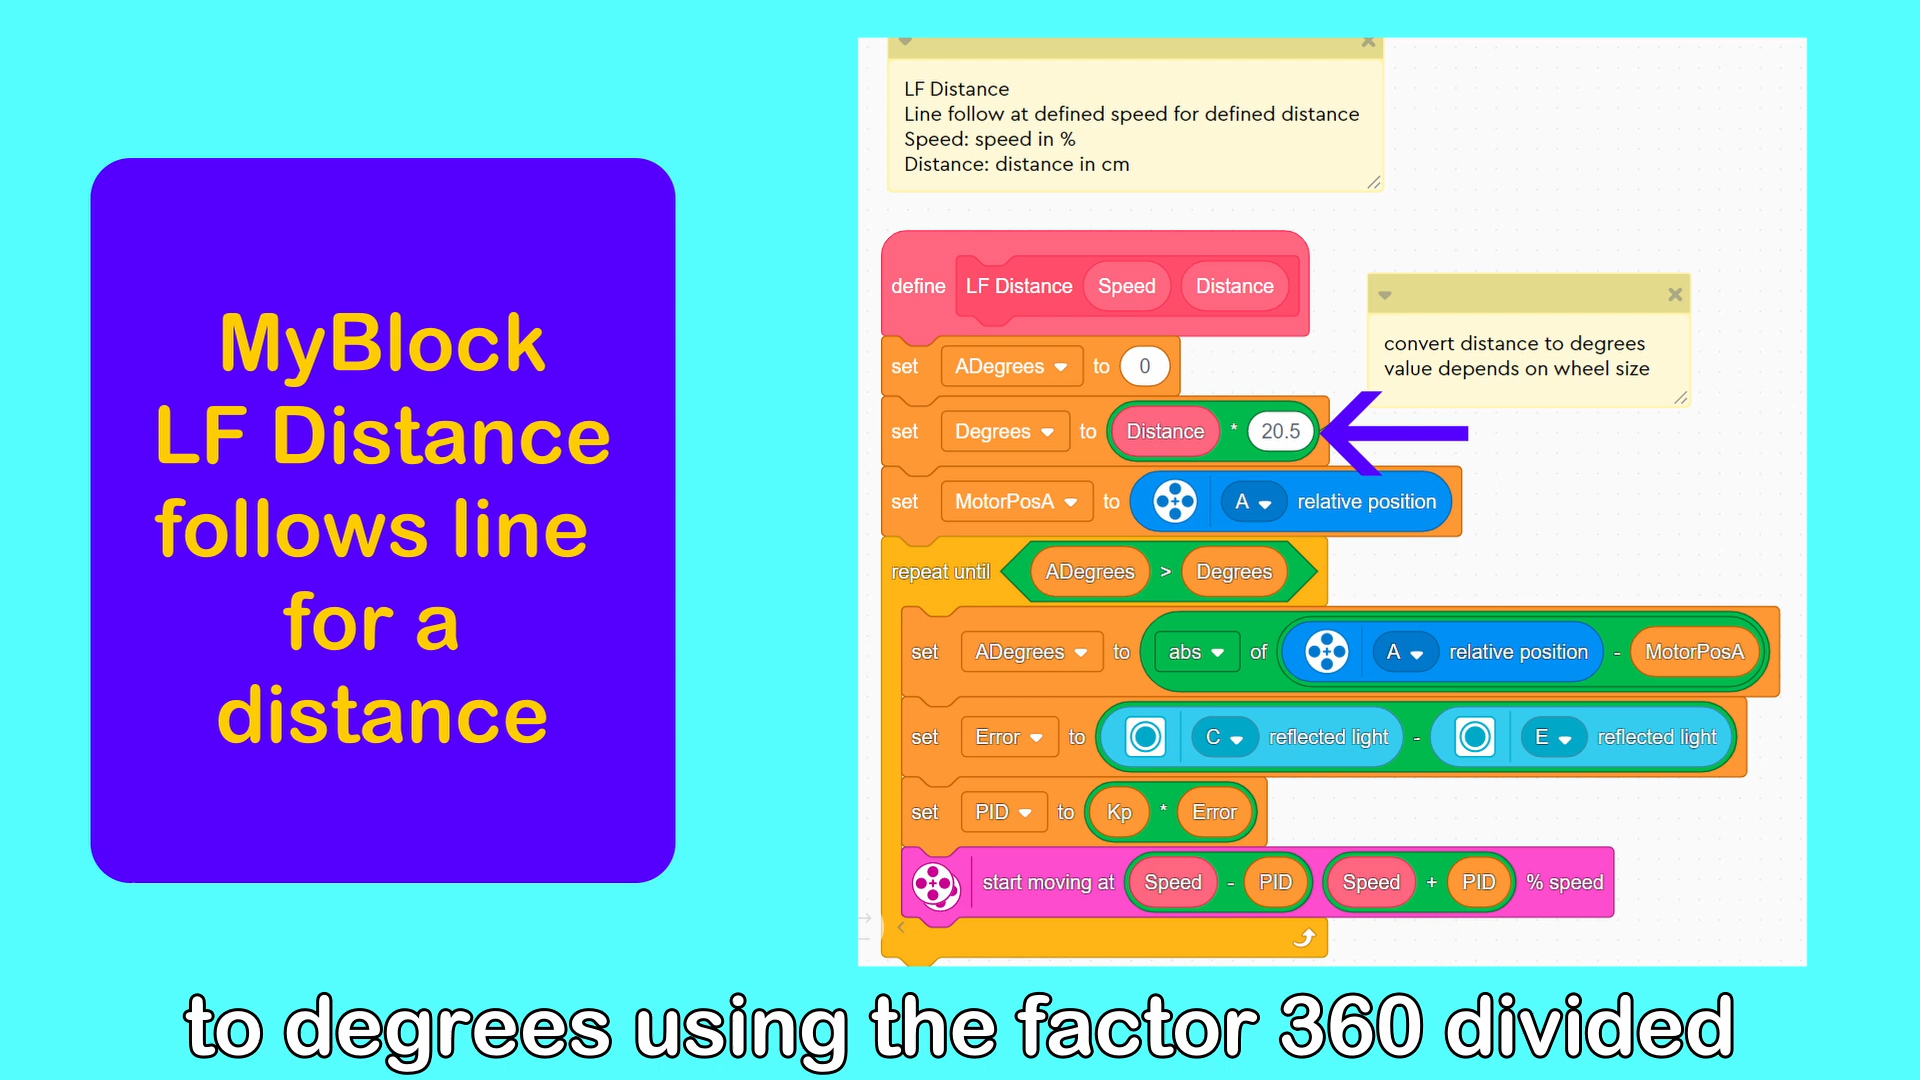 MyBlock
LF Distance
follows line
for a
distance
LF Distance
Line follow at defined speed for defined distance
Speed: speed in %
Distance: distance in cm
define LF Distance Speed Distance
convert distance to degrees
value depends on wheel size
set ADegrees to 0
set Degrees to Distance * 20.5
set MotorPosA to A relative position
repeat until ADegrees > Degrees
set ADegrees to abs of A relative position - MotorPosA
set Error to C reflected light - E reflected light
set PID to Kp * Error
start moving at Speed - PID Speed + PID % speed
to degrees using the factor 360 divided